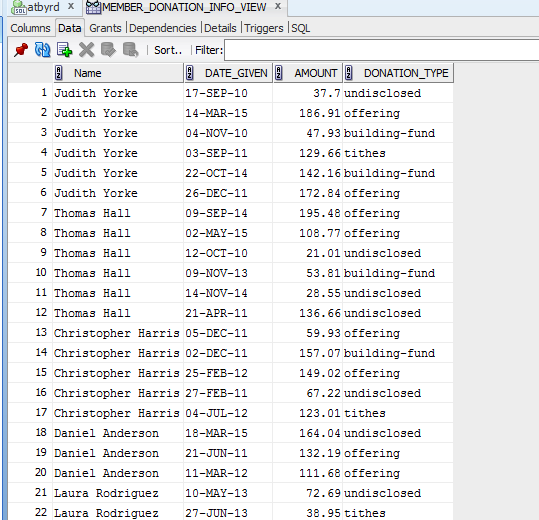 atbyrd x MEMBER_DONATION_INFO_VIEW x
Columns Data Grants Dependencies Details Triggers SQL
Sort.. Filter:
Name DATE_GIVEN AMOUNT DONATION_TYPE
1 Judith Yorke 17-SEP-10 37.7 undisclosed
2 Judith Yorke 14-MAR-15 186.91 offering
3 Judith Yorke 04-NOV-10 47.93 building-fund
4 Judith Yorke 03-SEP-11 129.66 tithes
5 Judith Yorke 22-OCT-14 142.16 building-fund
6 Judith Yorke 26-DEC-11 172.84 offering
7 Thomas Hall 09-SEP-14 195.48 offering
8 Thomas Hall 02-MAY-15 108.77 offering
9 Thomas Hall 12-OCT-10 21.01 undisclosed
10 Thomas Hall 09-NOV-13 53.81 building-fund
11 Thomas Hall 14-NOV-14 28.55 undisclosed
12 Thomas Hall 21-APR-11 136.66 undisclosed
13 Christopher Harris 05-DEC-11 59.93 offering
14 Christopher Harris 02-DEC-11 157.07 building-fund
15 Christopher Harris 25-FEB-12 149.02 offering
16 Christopher Harris 27-FEB-11 67.22 undisclosed
17 Christopher Harris 04-JUL-12 123.01 tithes
18 Daniel Anderson 18-MAR-15 164.04 undisclosed
19 Daniel Anderson 21-JUN-11 132.19 offering
20 Daniel Anderson 11-MAR-12 111.68 offering
21 Laura Rodriguez 10-MAY-13 72.69 undisclosed
22 Laura Rodriguez 27-JUN-13 38.95 tithes